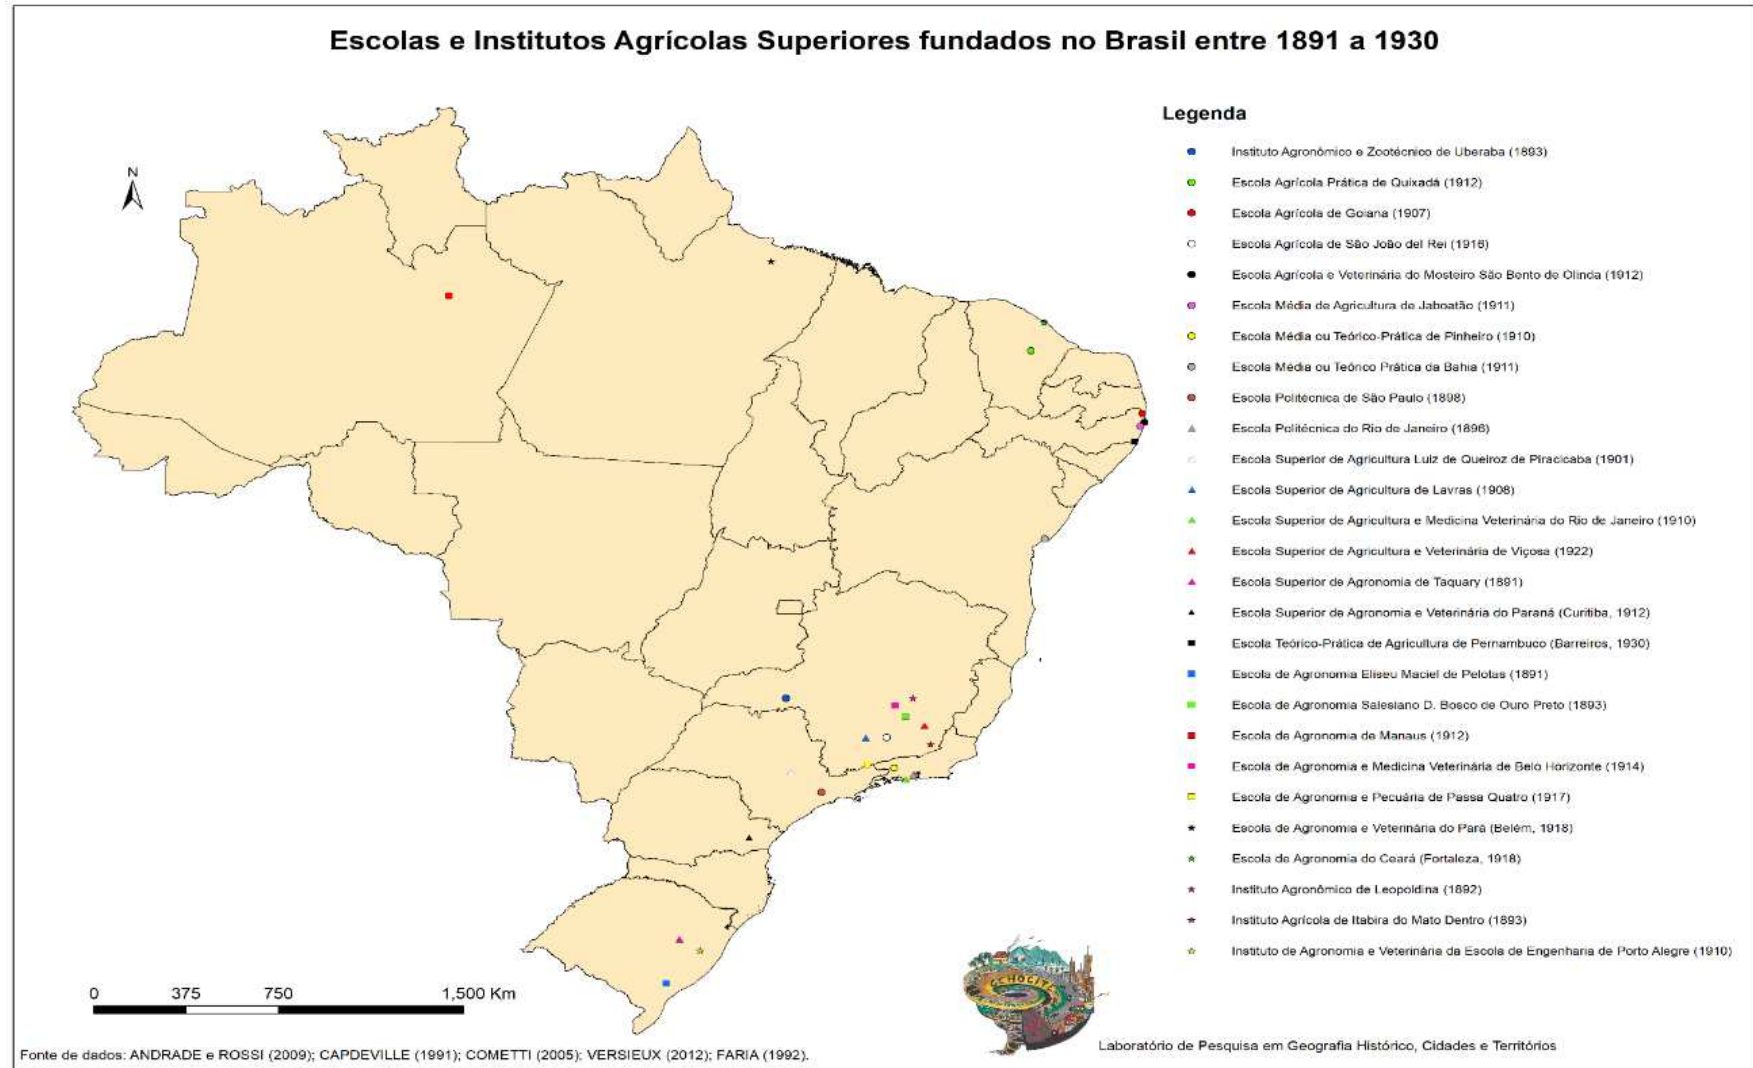 Escolas e Institutos Agrícolas Superiores fundados no Brasil entre 1891 a 1930
N
Legenda
Instituto Agronômico e Zootécnico de Uberaba (1893)
Escola Agrícola Prática de Quixadá (1912)
Escola Agrícola de Goiana (1907)
Escola Agrícola de São João del Rei (1916)
Escola Agrícola e Veterinária do Mosteiro São Bento de Olinda (1912)
Escola Média de Agricultura de Jaboatão (1911)
Escola Média ou Teórico-Prática de Pinheiro (1910)
Escola Média ou Teórico Prática da Bahia (1911)
Escola Politécnica de São Paulo (1898)
Escola Politécnica do Rio de Janeiro (1896)
Escola Superior de Agricultura Luiz de Queiroz de Piracicaba (1901)
Escola Superior de Agricultura de Lavras (1908)
Escola Superior de Agricultura e Medicina Veterinária do Rio de Janeiro (1910)
Escola Superior de Agricultura e Veterinária de Viçosa (1922)
Escola Superior de Agronomia de Taquary (1891)
Escola Superior de Agronomia e Veterinária do Paraná (Curitiba, 1912)
Escola Teórico-Prática de Agricultura de Pernambuco (Barreiros, 1930)
Escola de Agronomia Eliseu Maciel de Pelotas (1891)
Escola de Agronomia Salesiano D. Bosco de Ouro Preto (1893)
Escola de Agronomia de Manaus (1912)
Escola de Agronomia e Medicina Veterinária de Belo Horizonte (1914)
Escola de Agronomia e Pecuária de Passa Quatro (1917)
Escola de Agronomia e Veterinária do Pará (Belém, 1918)
Escola de Agronomia do Ceará (Fortaleza, 1918)
Instituto Agronômico de Leopoldina (1892)
Instituto Agrícola de Itabira do Mato Dentro (1893)
Instituto de Agronomia e Veterinária da Escola de Engenharia de Porto Alegre (1910)
0 375 750 1,500 Km
Fonte de dados: ANDRADE e ROSSI (2009); CAPDEVILLE (1991); COMETTI (2005); VERSIEUX (2012); FARIA (1992).
Laboratório de Pesquisa em Geografia Histórico, Cidades e Territórios